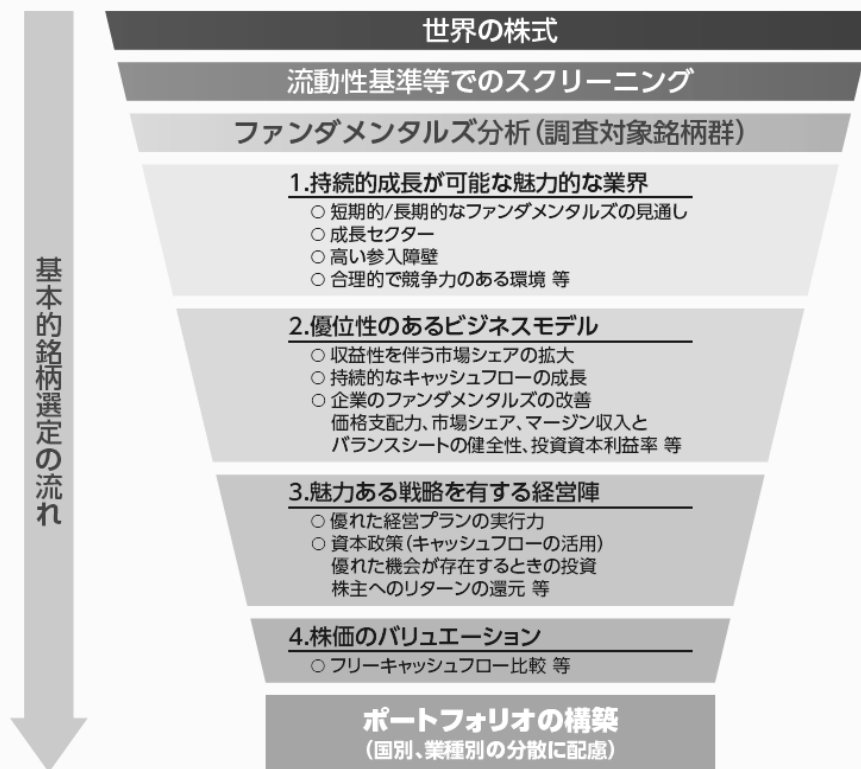 世界の株式
流動性基準等でのスクリーニング
ファンダメンタルズ分析(調査対象銘柄群)
1.持続的成長が可能な魅力的な業界
○ 短期的/長期的なファンダメンタルズの見通し
○ 成長セクター
○ 高い参入障壁
○ 合理的で競争力のある環境 等
2.優位性のあるビジネスモデル
○ 収益性を伴う市場シェアの拡大
○ 持続的なキャッシュフローの成長
○ 企業のファンダメンタルズの改善
価格支配力、市場シェア、マージン収入と
バランスシートの健全性、投資資本利益率 等
3.魅力ある戦略を有する経営陣
○ 優れた経営プランの実行力
○ 資本政策(キャッシュフローの活用)
優れた機会が存在するときの投資
株主へのリターンの還元 等
4.株価のバリュエーション
○ フリーキャッシュフロー比較 等
ポートフォリオの構築
(国別、業種別の分散に配慮)
基本的銘柄選定の流れ